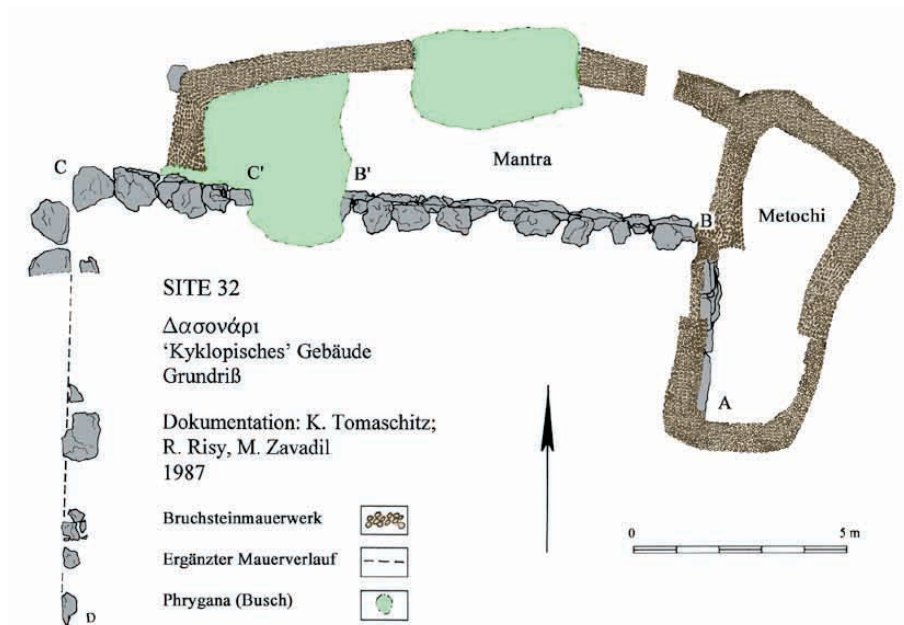 C
C'
B'
Mantra
B
Metochi
A
SITE 32
Δασονάρι
‘Kyklopisches’ Gebäude
Grundriß
Dokumentation: K. Tomaschitz;
R. Risy, M. Zavadil
1987
Bruchsteinmauerwerk
Ergänzter Mauerverlauf
Phrygana (Busch)
D
0 5 m